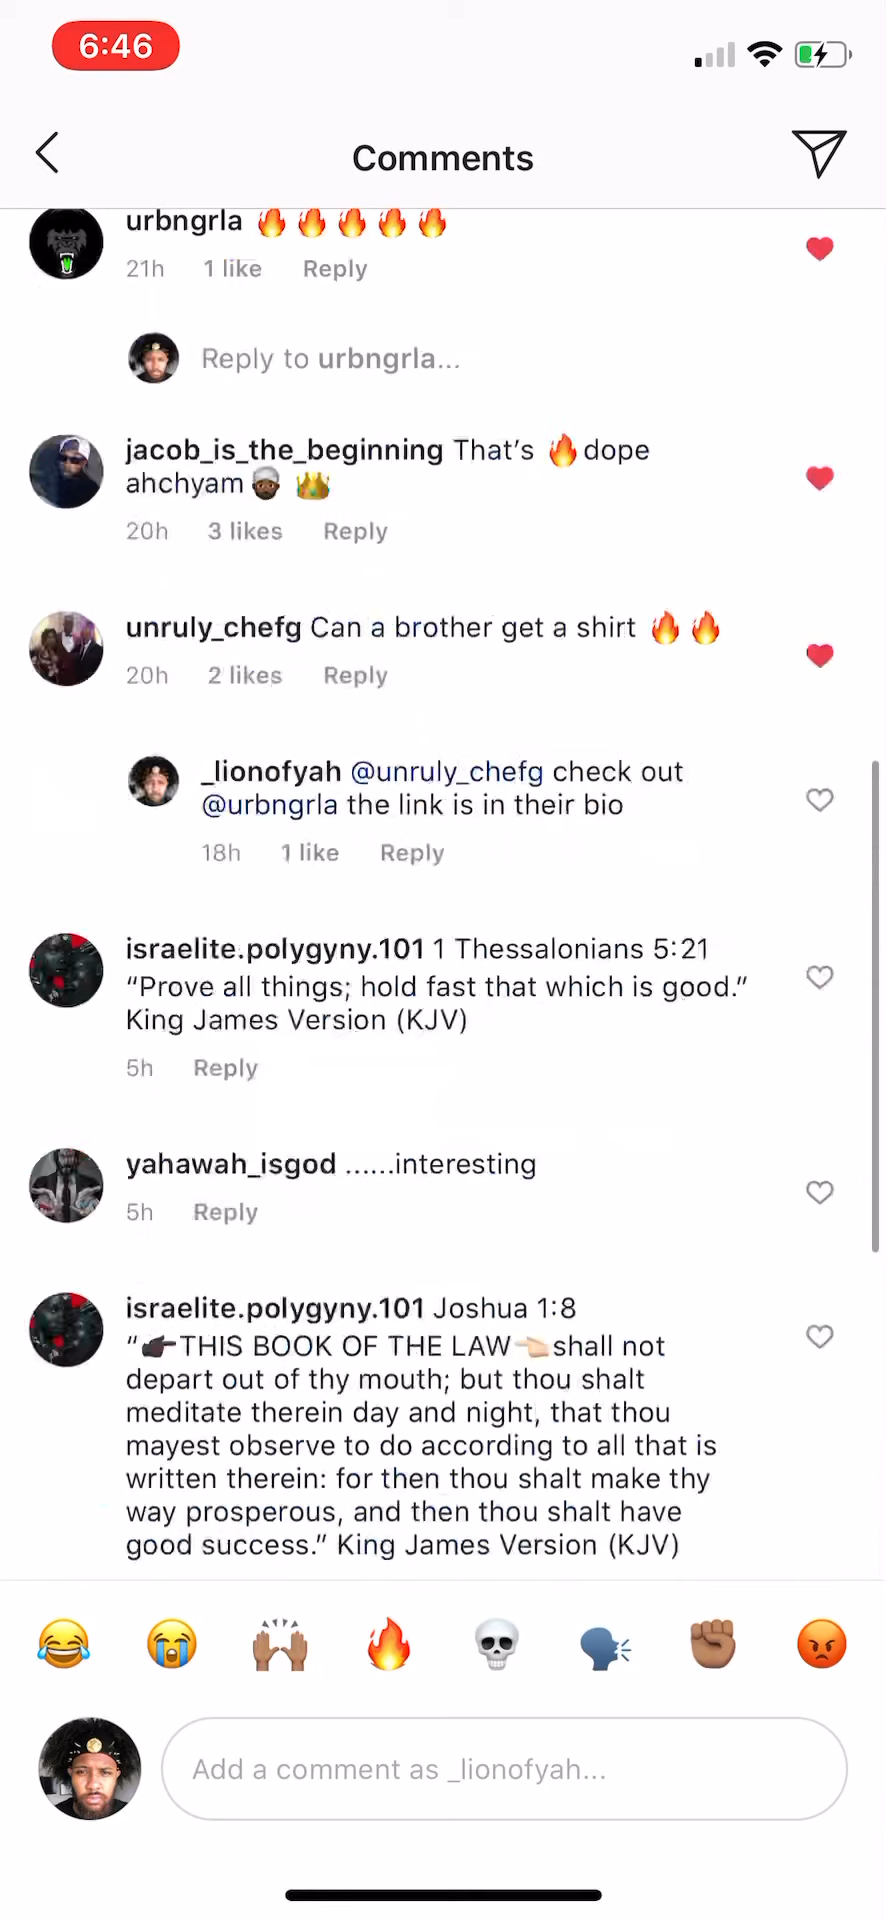 6:46
Comments
urbngrla 🔥🔥🔥🔥🔥
21h 1 like Reply
Reply to urbngrla...
jacob_is_the_beginning That's 🔥dope
ahchyam👳🏾‍♂️ 👑
20h 3 likes Reply
unruly_chefg Can a brother get a shirt 🔥🔥
20h 2 likes Reply
_lionofyah @unruly_chefg check out
@urbngrla the link is in their bio
18h 1 like Reply
israelite.polygyny.101 1 Thessalonians 5:21
“Prove all things; hold fast that which is good.”
King James Version (KJV)
5h Reply
yahawah_isgod ......interesting
5h Reply
israelite.polygyny.101 Joshua 1:8
“👉🏿THIS BOOK OF THE LAW👈🏻shall not
depart out of thy mouth; but thou shalt
meditate therein day and night, that thou
mayest observe to do according to all that is
written therein: for then thou shalt make thy
way prosperous, and then thou shalt have
good success.” King James Version (KJV)
😂 😭 🙌🏽 🔥 💀 🗣 ✊🏽 😡
Add a comment as _lionofyah...